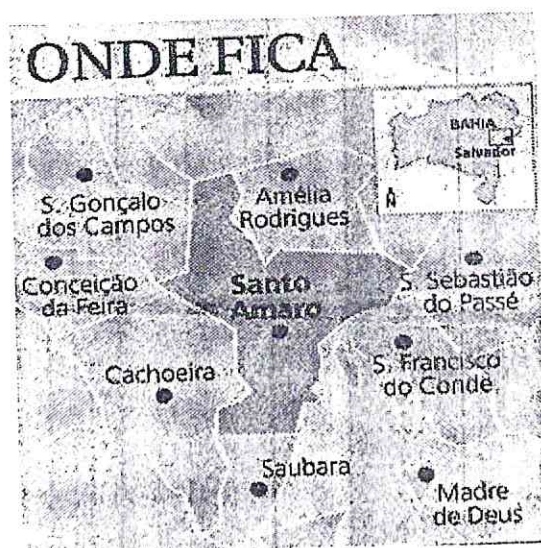 ONDE FICA
BAHIA
Salvador
S. Gonçalo
dos Campos
Amélia
Rodrigues
Conceição
da Feira
Santo
Amaro
S. Sebastião
do Passé
S. Francisco
do Conde
Cachoeira
Saubara
Madre
de Deus